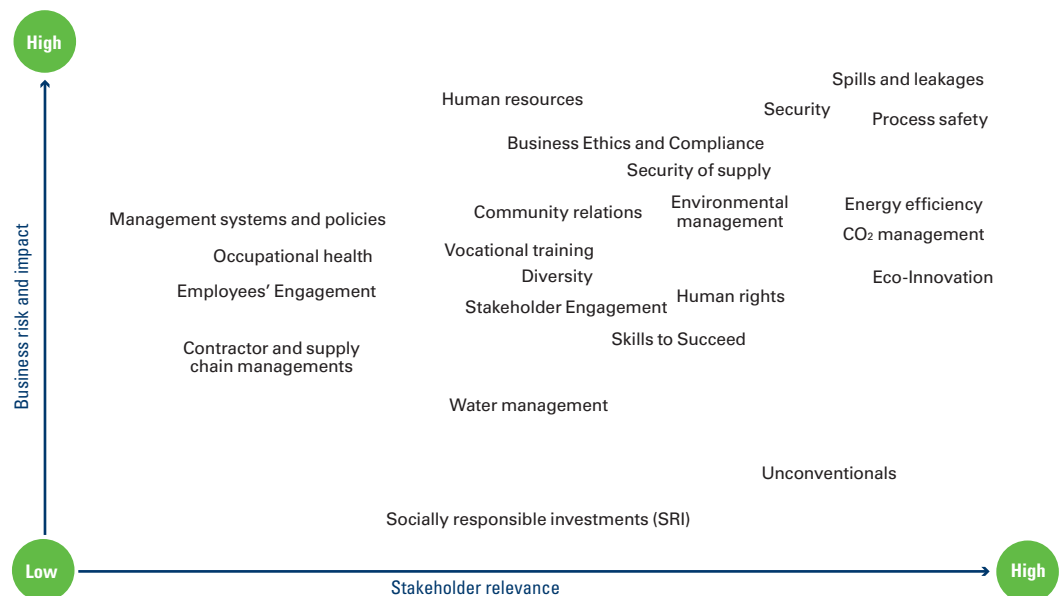 High
Spills and leakages
Human resources
Security
Process safety
Business Ethics and Compliance
Security of supply
Environmental
management
Energy efficiency
Community relations
Management systems and policies
CO₂ management
Vocational training
Occupational health
Diversity
Eco-Innovation
Employees’ Engagement
Human rights
Stakeholder Engagement
Skills to Succeed
Contractor and supply
chain managements
Water management
Unconventionals
Socially responsible investments (SRI)
Business risk and impact
Low
High
Stakeholder relevance